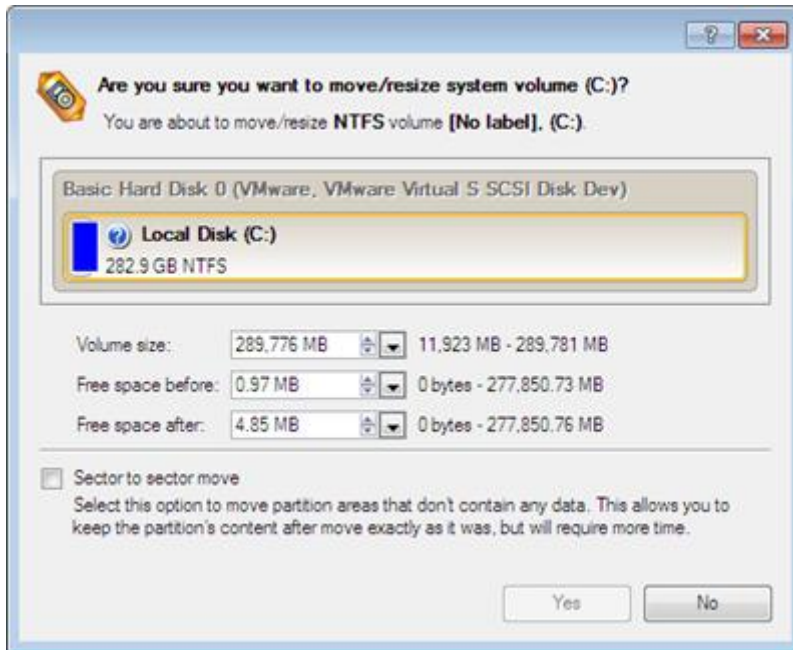 Are you sure you want to move/resize system volume (C:)?
You are about to move/resize NTFS volume [No label], (C:).
Basic Hard Disk 0 (VMware, VMware Virtual S SCSI Disk Dev)
Local Disk (C:)
282.9 GB NTFS
Volume size: 289,776 MB 11,923 MB - 289,781 MB
Free space before: 0.97 MB 0 bytes - 277,850.73 MB
Free space after: 4.85 MB 0 bytes - 277,850.76 MB
Sector to sector move
Select this option to move partition areas that don't contain any data. This allows you to
keep the partition's content after move exactly as it was, but will require more time.
Yes No